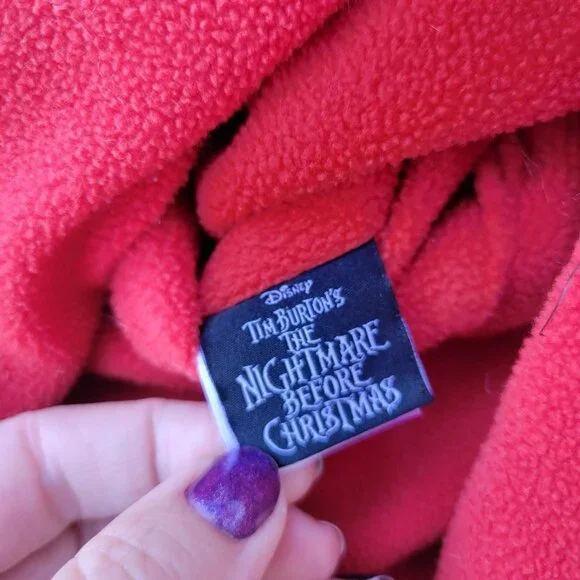 Disney
Tim Burton's
The
Nightmare
Before
Christmas